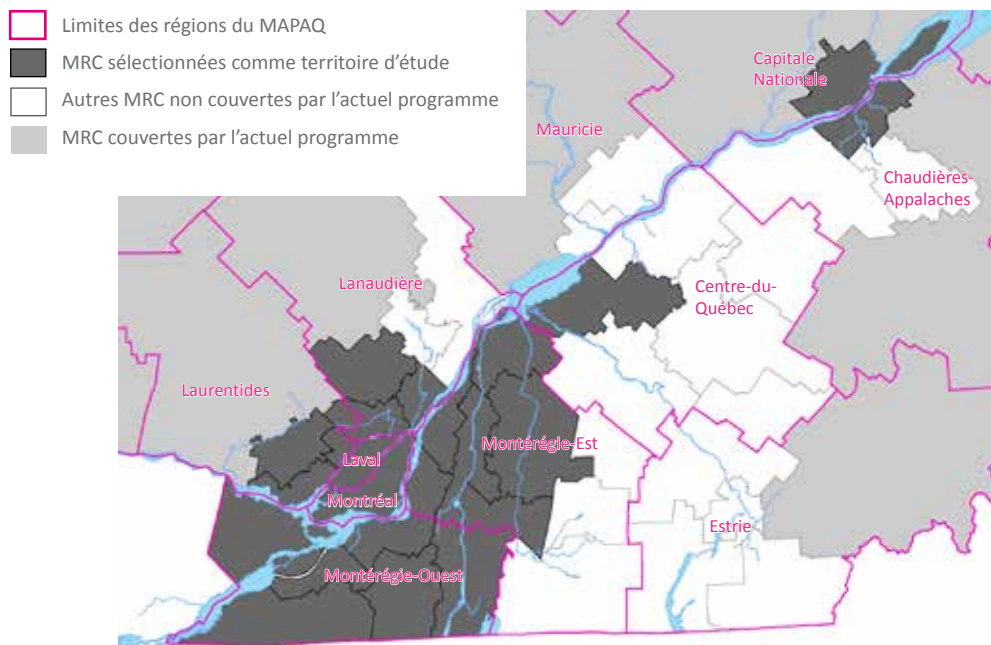 Limites des régions du MAPAQ
MRC sélectionnées comme territoire d'étude
Autres MRC non couvertes par l'actuel programme
MRC couvertes par l'actuel programme
Capitale
Nationale
Mauricie
Chaudières-
Appalaches
Lanaudière
Centre-du-
Québec
Laurentides
Montérégie-Est
Laval
Montréal
Estrie
Montérégie-Ouest